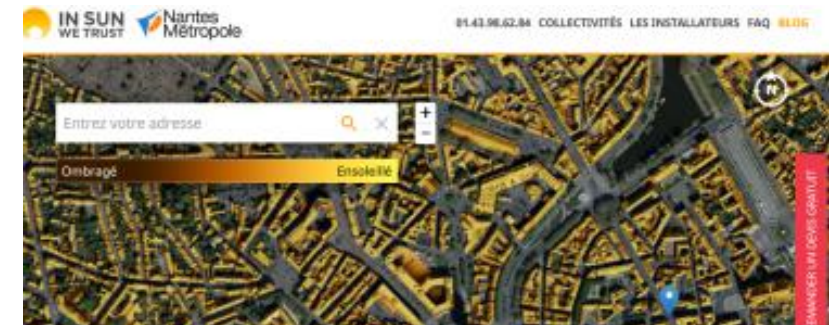 IN SUN
WE TRUST
Nantes
Métropole
01.43.98.62.84 COLLECTIVITÉS LES INSTALLATEURS FAQ BLOG
N
Entrez votre adresse
+
-
Ombragé Ensoleillé
EMANDER UN DEVIS GRATUIT